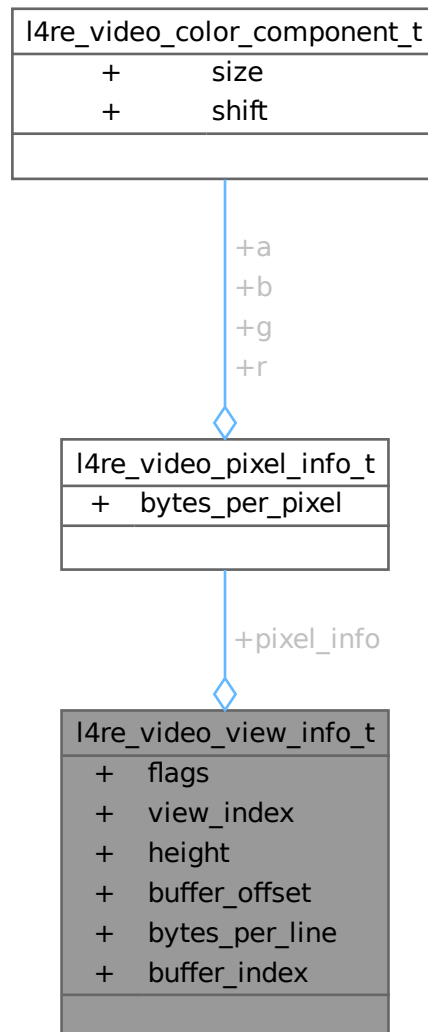 l4re_video_color_component_t
+ size
+ shift
+a
+b
+g
+r
l4re_video_pixel_info_t
+ bytes_per_pixel
+pixel_info
l4re_video_view_info_t
+ flags
+ view_index
+ height
+ buffer_offset
+ bytes_per_line
+ buffer_index